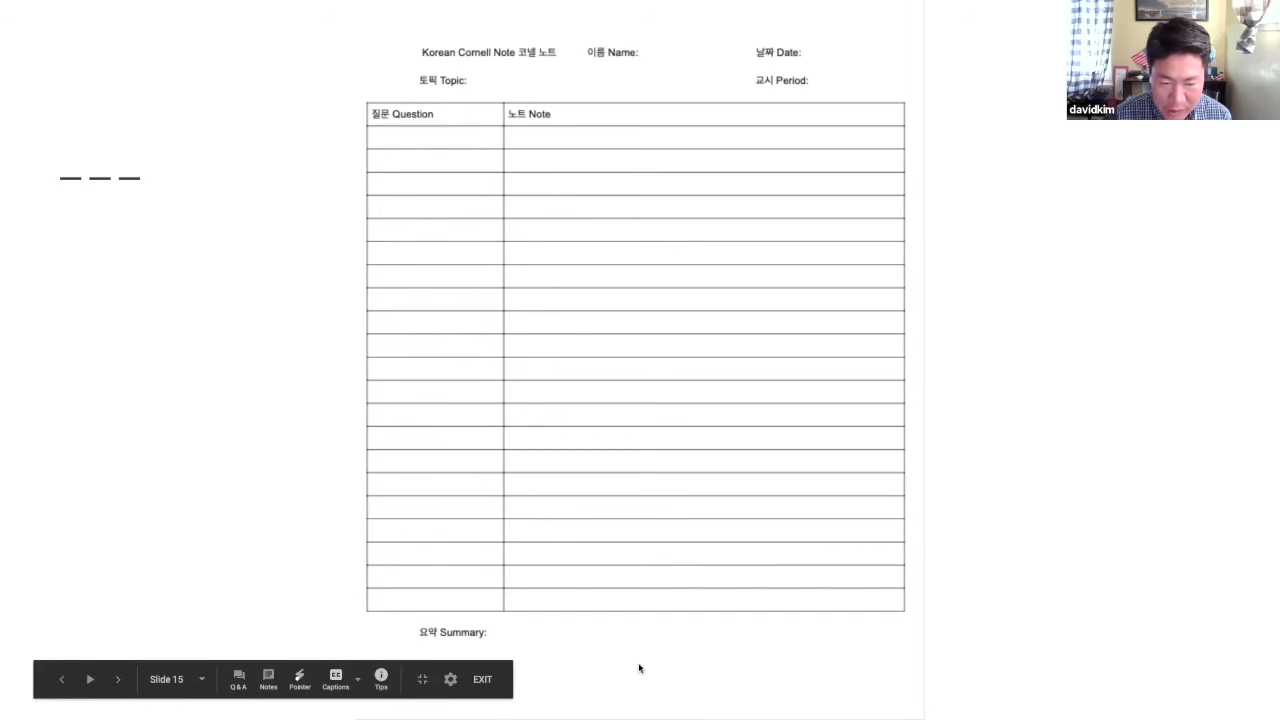 Korean Cornell Note 코넬 노트 이름 Name: 날짜 Date:
토픽 Topic: 교시 Period:
질문 Question 노트 Note
요약 Summary:
davidkim
Slide 15 Q&A Notes Pointer CC Captions Tips EXIT